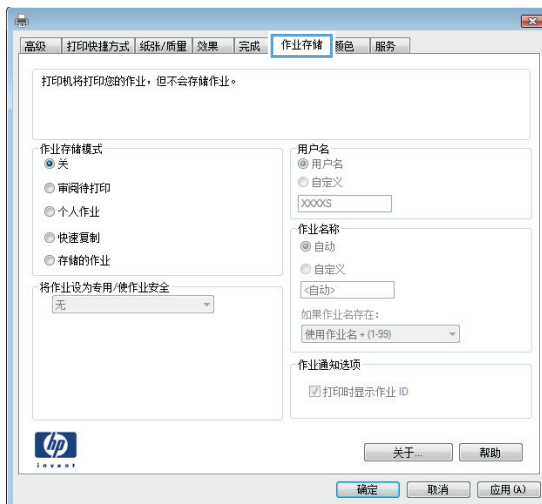 高级 打印快捷方式 纸张/质量 效果 完成 作业存储 颜色 服务
打印机将打印您的作业，但不会存储作业。
作业存储模式
关
审阅待打印
个人作业
快速复制
存储的作业
将作业设为专用/使作业安全
无
用户名
用户名
自定义
XXXXS
作业名称
自动
自定义
<自动>
如果作业名存在：
使用作业名 + (1-99)
作业通知选项
打印时显示作业 ID
hp
invent
关于... 帮助
确定 取消 应用 (A)